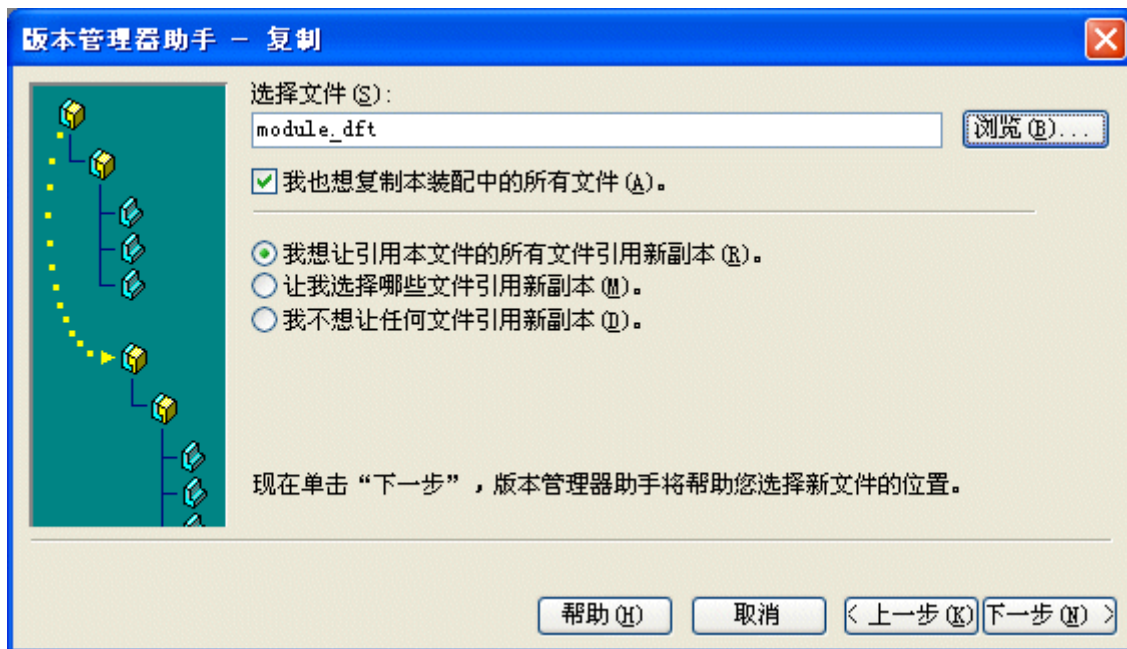 版本管理器助手 - 复制
选择文件(S):
module_dft
浏览(B)...
我也想复制本装配中的所有文件(A)。
我想让引用本文件的所有文件引用新副本(R)。
让我选择哪些文件引用新副本(M)。
我不想让任何文件引用新副本(D)。
现在单击“下一步”，版本管理器助手将帮助您选择新文件的位置。
帮助(H) 取消 < 上一步(K) 下一步(N) >